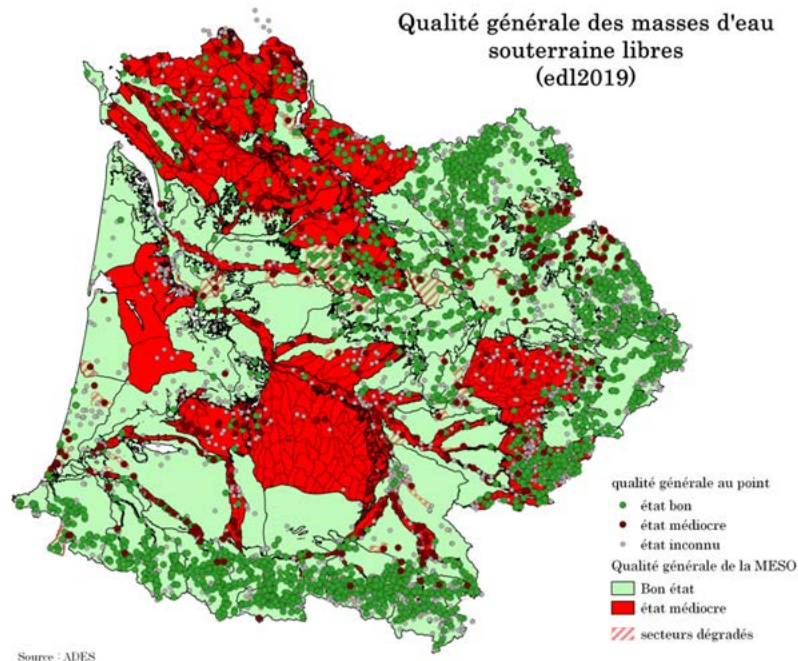 Qualité générale des masses d'eau
souterraine libres
(edl2019)
qualité générale au point
état bon
état médiocre
état inconnu
Qualité générale de la MESO
Bon état
état médiocre
secteurs dégradés
Source : ADES